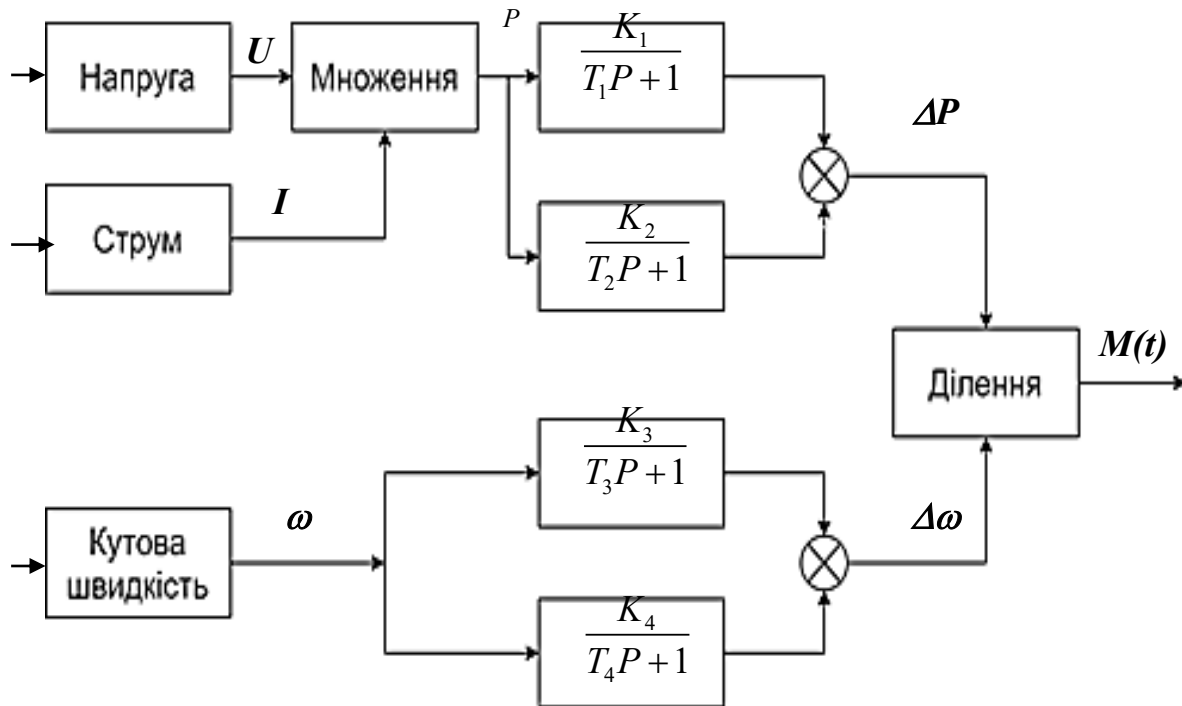 Напруга
U
Множення
P
K₁
T₁P + 1
ΔP
Струм
I
K₂
T₂P + 1
Ділення
M(t)
Кутова
швидкість
ω
K₃
T₃P + 1
Δω
K₄
T₄P + 1